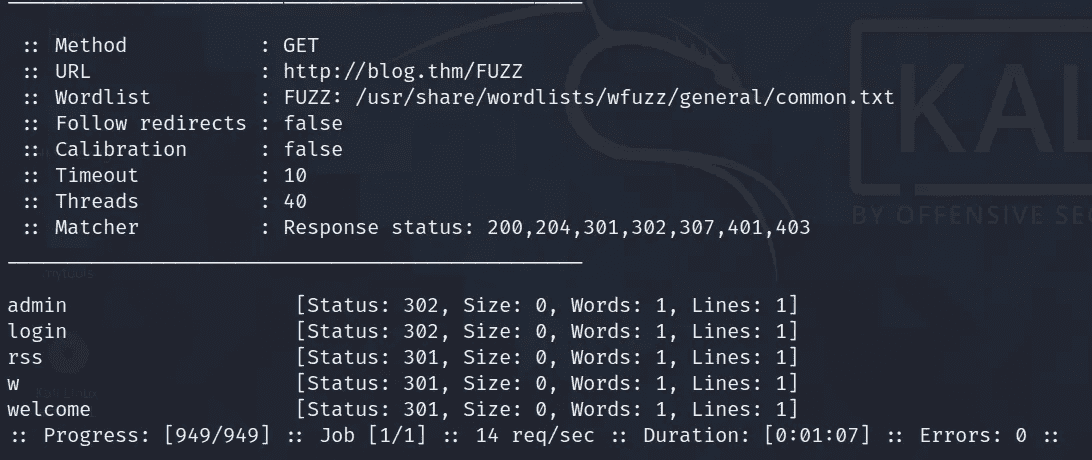 :: Method : GET
:: URL : http://blog.thm/FUZZ
:: Wordlist : FUZZ: /usr/share/wordlists/wfuzz/general/common.txt
:: Follow redirects : false
:: Calibration : false
:: Timeout : 10
:: Threads : 40
:: Matcher : Response status: 200,204,301,302,307,401,403
KAL
BY OFFENSIVE SE
mytools
admin [Status: 302, Size: 0, Words: 1, Lines: 1]
login [Status: 302, Size: 0, Words: 1, Lines: 1]
rss [Status: 301, Size: 0, Words: 1, Lines: 1]
w [Status: 301, Size: 0, Words: 1, Lines: 1]
Kali Linux
welcome [Status: 301, Size: 0, Words: 1, Lines: 1]
:: Progress: [949/949] :: Job [1/1] :: 14 req/sec :: Duration: [0:01:07] :: Errors: 0 ::